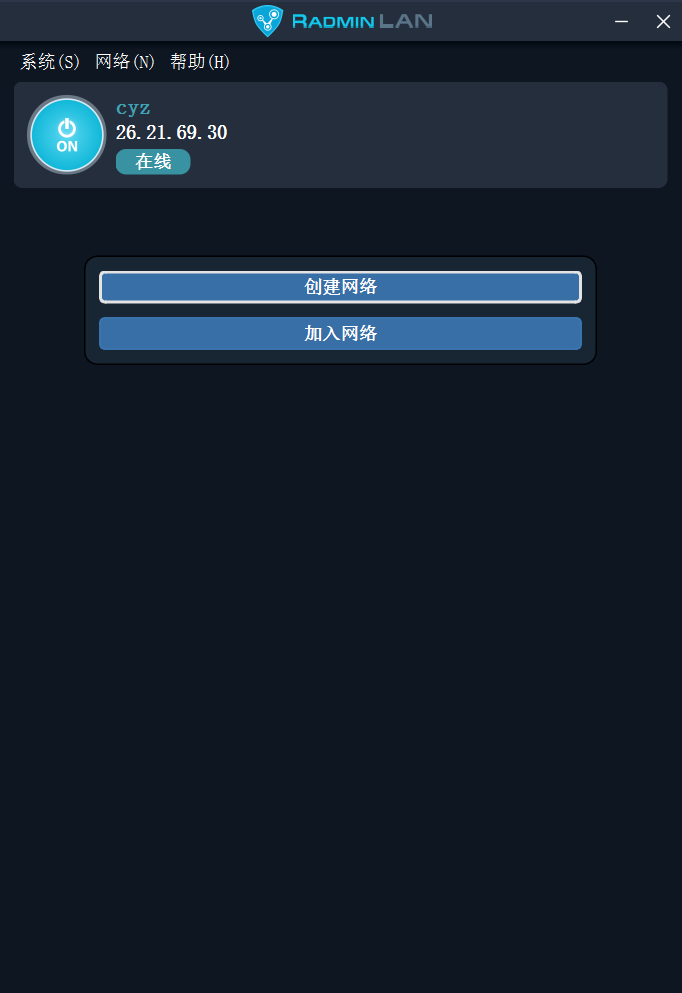 RADMIN LAN
系统(S) 网络(N) 帮助(H)
ON
cyz
26.21.69.30
在线
创建网络
加入网络